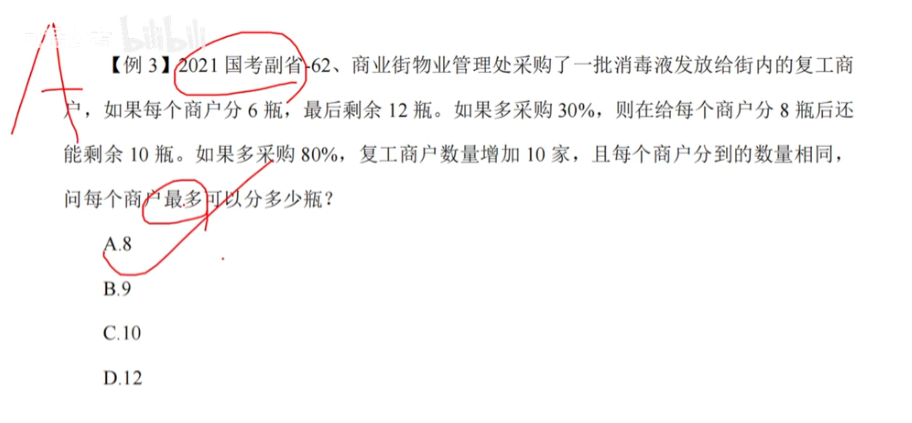 A
bilibili
【例 3】2021 国考副省-62、商业街物业管理处采购了一批消毒液发放给街内的复工商
户，如果每个商户分 6 瓶，最后剩余 12 瓶。如果多采购 30%，则在给每个商户分 8 瓶后还
能剩余 10 瓶。如果多采购 80%，复工商户数量增加 10 家，且每个商户分到的数量相同，
问每个商户最多可以分多少瓶？
A.8
B.9
C.10
D.12